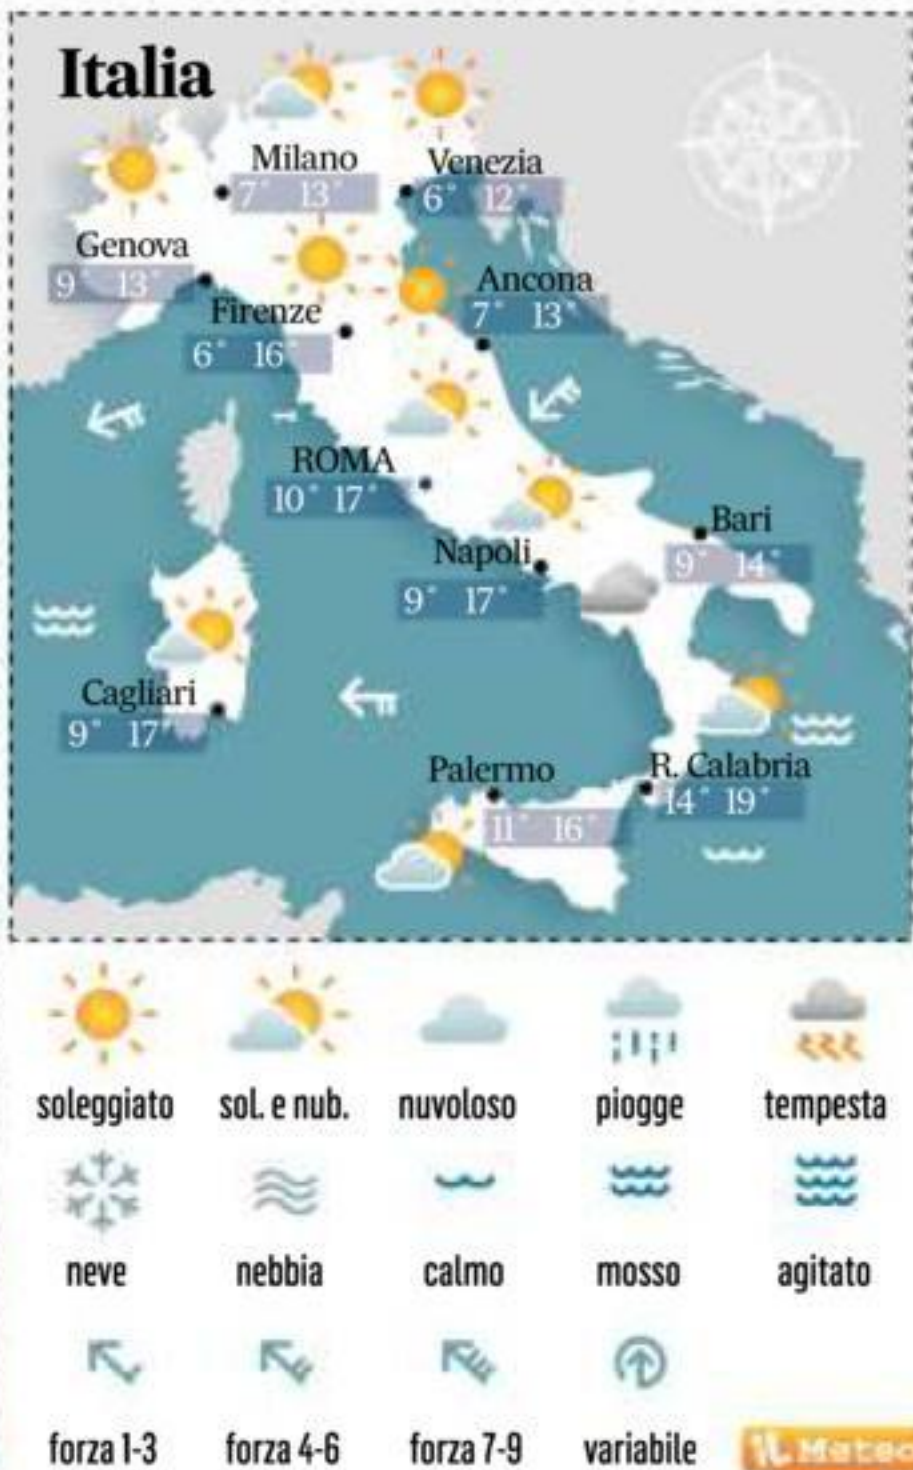 Italia
Milano
7° 13°
Venezia
6° 12°
Genova
9° 13°
Firenze
6° 16°
Ancona
7° 13°
ROMA
10° 17°
Napoli
9° 17°
Bari
9° 14°
Cagliari
9° 17°
Palermo
11° 16°
R. Calabria
14° 19°
soleggiato sol. e nub. nuvoloso piogge tempesta
neve nebbia calmo mosso agitato
forza 1-3 forza 4-6 forza 7-9 variabile
iL Meteo